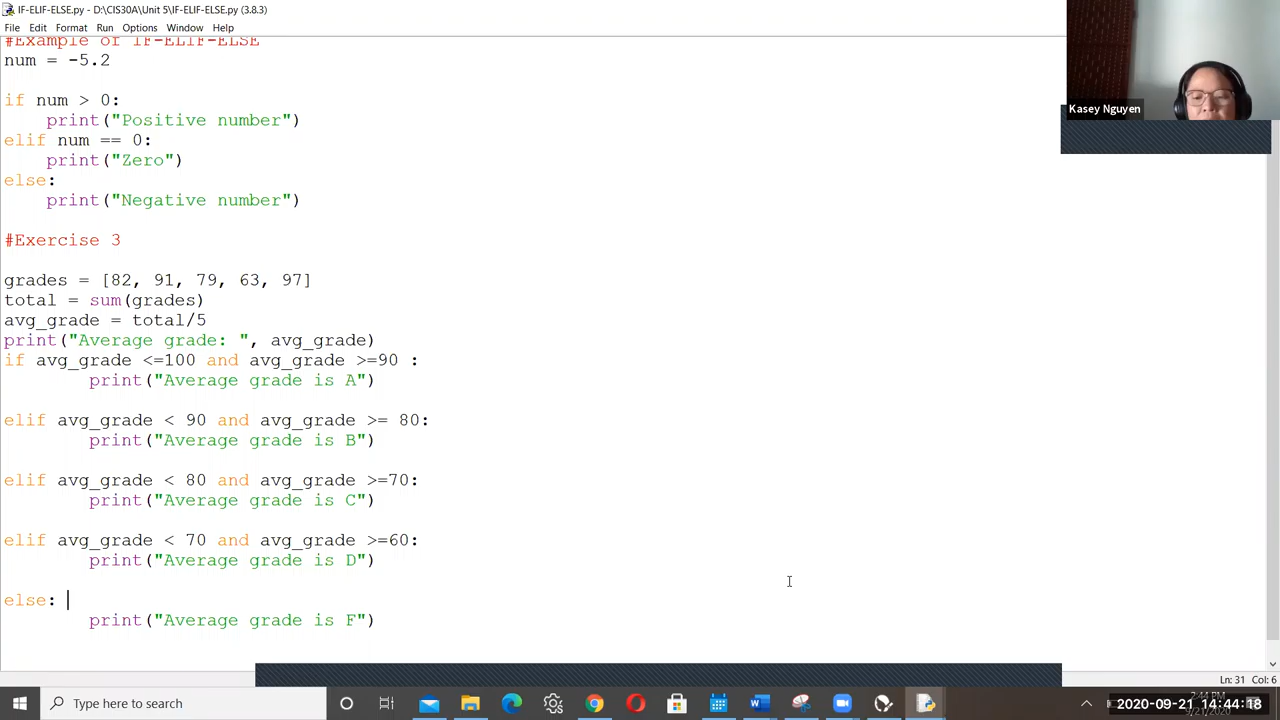 IF-ELIF-ELSE.py - D:\CIS30A\Unit 5\IF-ELIF-ELSE.py (3.8.3)
File Edit Format Run Options Window Help
#Example of IF-ELIF-ELSE
num = -5.2
if num > 0:
    print("Positive number")
elif num == 0:
    print("Zero")
else:
    print("Negative number")
#Exercise 3
grades = [82, 91, 79, 63, 97]
total = sum(grades)
avg_grade = total/5
print("Average grade: ", avg_grade)
if avg_grade <=100 and avg_grade >=90 :
        print("Average grade is A")
elif avg_grade < 90 and avg_grade >= 80:
        print("Average grade is B")
elif avg_grade < 80 and avg_grade >=70:
        print("Average grade is C")
elif avg_grade < 70 and avg_grade >=60:
        print("Average grade is D")
else:
        print("Average grade is F")
Kasey Nguyen
Ln: 31 Col: 6
Type here to search
2:44 PM
2020-09-21 14:44:18
9/21/2020